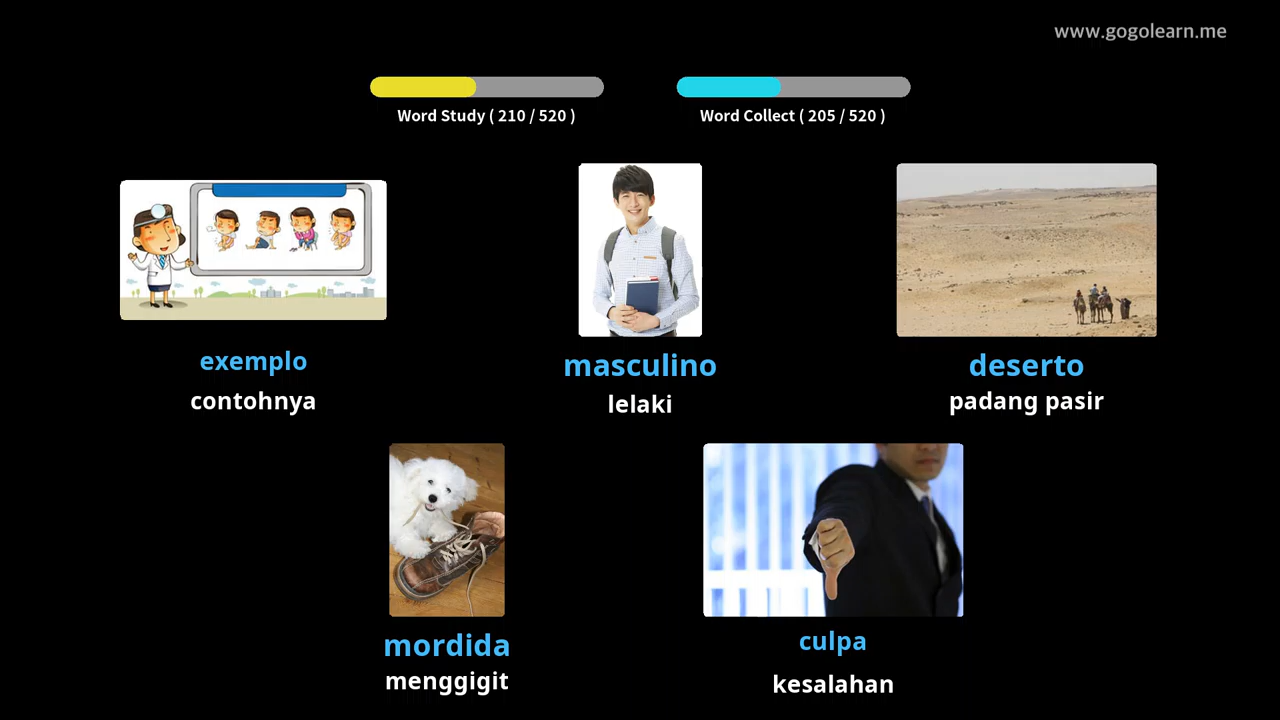 www.gogolearn.me
Word Study ( 210 / 520 )
Word Collect ( 205 / 520 )
exemplo
contohnya
masculino
lelaki
deserto
padang pasir
mordida
menggigit
culpa
kesalahan